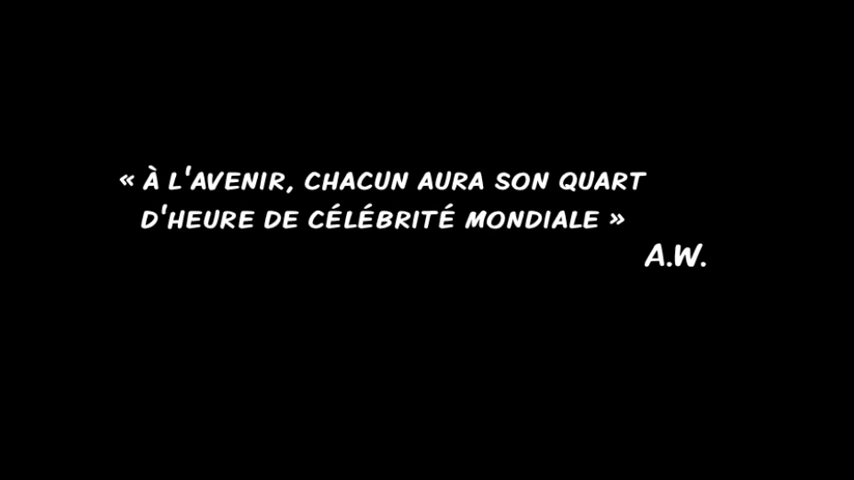 « À L'AVENIR, CHACUN AURA SON QUART
D'HEURE DE CÉLÉBRITÉ MONDIALE »
A.W.